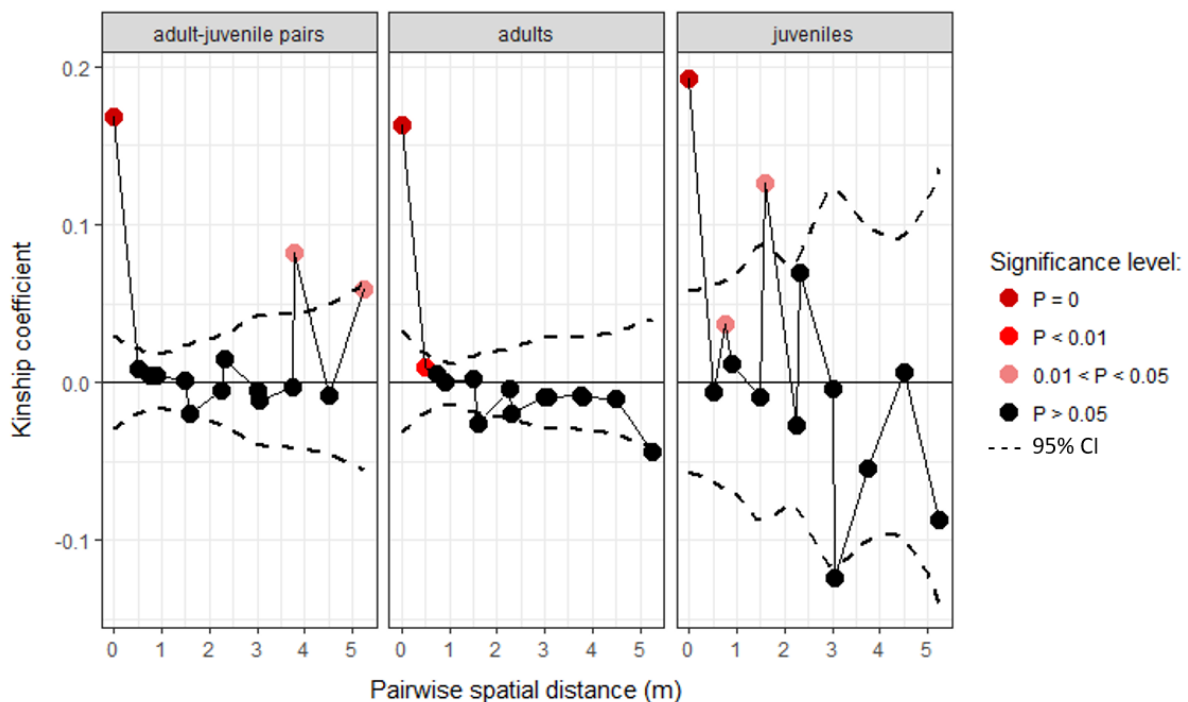 adult-juvenile pairs
adults
juveniles
0.2
0.1
0.0
-0.1
Kinship coefficient
0 1 2 3 4 5
0 1 2 3 4 5
0 1 2 3 4 5
Pairwise spatial distance (m)
Significance level:
P = 0
P < 0.01
0.01 < P < 0.05
P > 0.05
95% CI